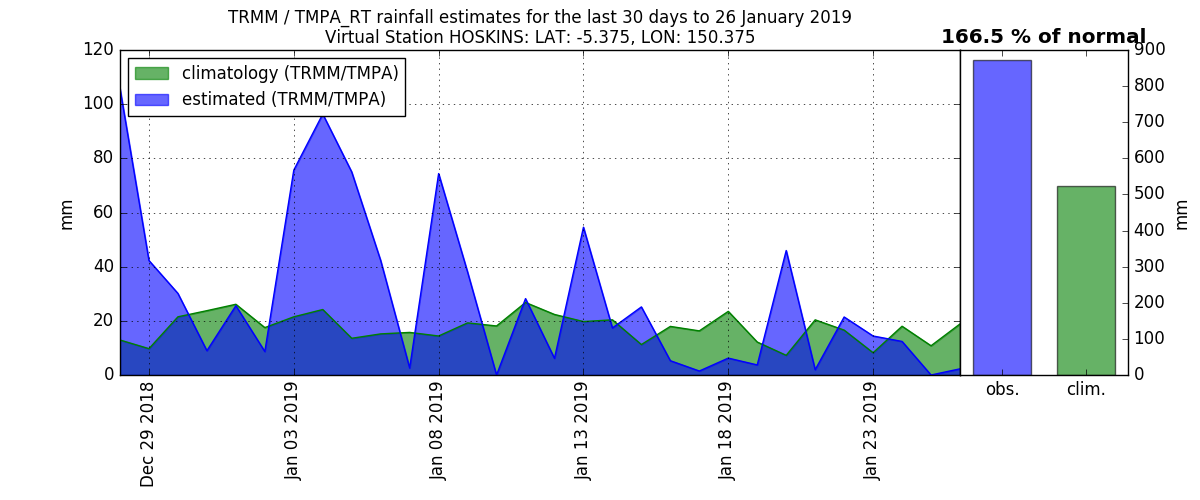 TRMM / TMPA_RT rainfall estimates for the last 30 days to 26 January 2019
Virtual Station HOSKINS: LAT: -5.375, LON: 150.375
166.5 % of normal
climatology (TRMM/TMPA)
estimated (TRMM/TMPA)
120
100
80
60
40
20
0
mm
Dec 29 2018
Jan 03 2019
Jan 08 2019
Jan 13 2019
Jan 18 2019
Jan 23 2019
900
800
700
600
500
400
300
200
100
0
mm
obs.
clim.